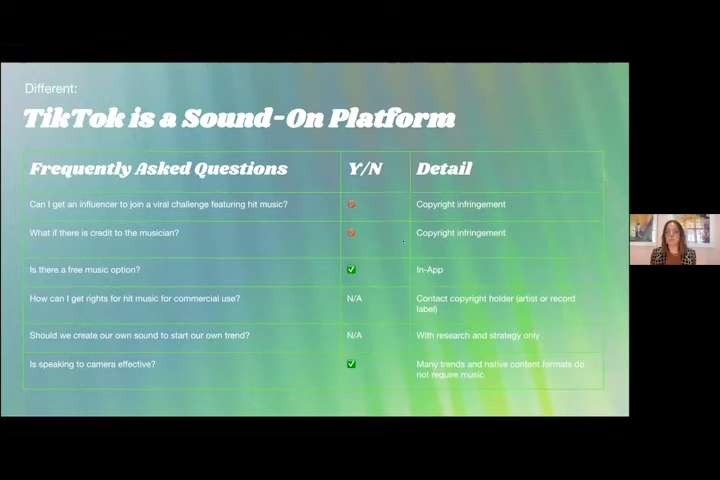 Different:
TikTok is a Sound-On Platform
Frequently Asked Questions Y/N Detail
Can I get an influencer to join a viral challenge featuring hit music? Copyright infringement
What if there is credit to the musician? Copyright infringement
Is there a free music option? In-App
How can I get rights for hit music for commercial use? N/A Contact copyright holder (artist or record
label)
Should we create our own sound to start our own trend? N/A With research and strategy only
Is speaking to camera effective? Many trends and native content formats do
not require music